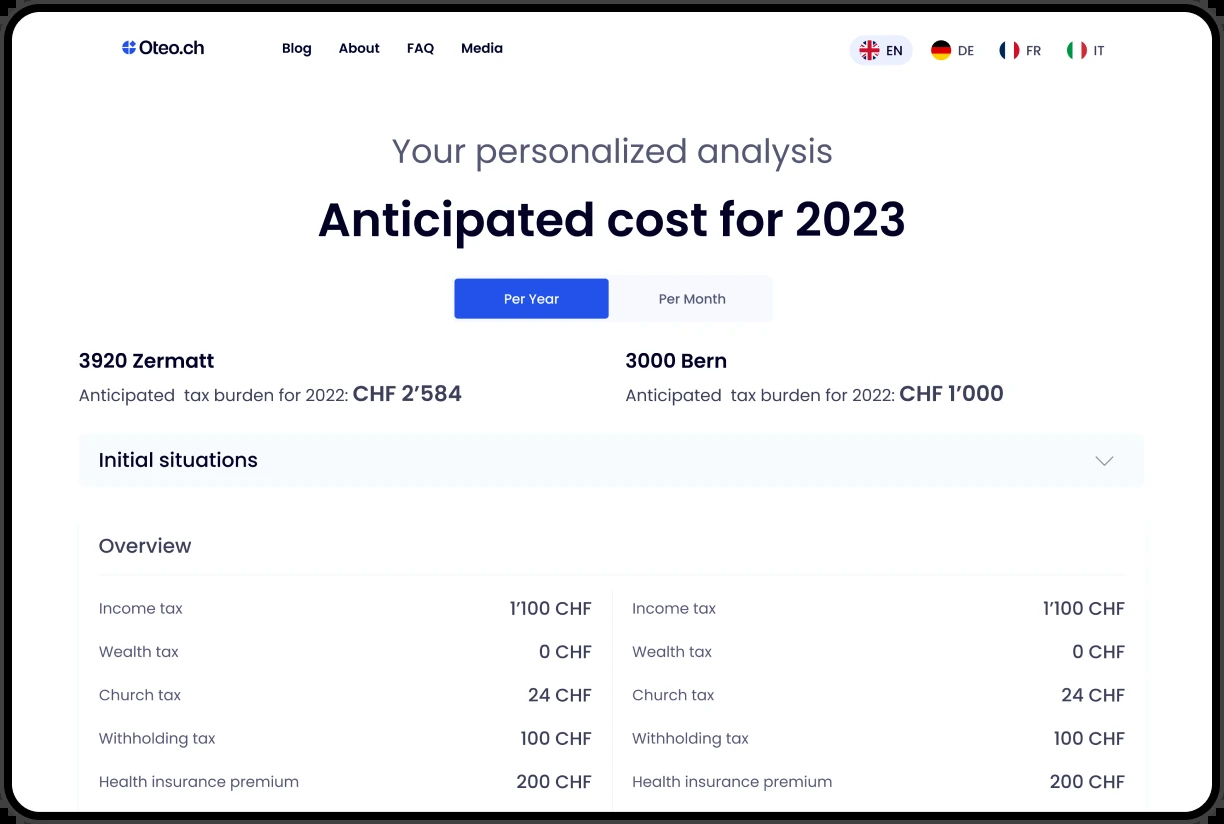 Oteo.ch Blog About FAQ Media EN DE FR IT
Your personalized analysis
Anticipated cost for 2023
Per Year Per Month
3920 Zermatt
Anticipated tax burden for 2022: CHF 2’584
3000 Bern
Anticipated tax burden for 2022: CHF 1’000
Initial situations
Overview
Income tax 1’100 CHF
Wealth tax 0 CHF
Church tax 24 CHF
Withholding tax 100 CHF
Health insurance premium 200 CHF
Income tax 1’100 CHF
Wealth tax 0 CHF
Church tax 24 CHF
Withholding tax 100 CHF
Health insurance premium 200 CHF